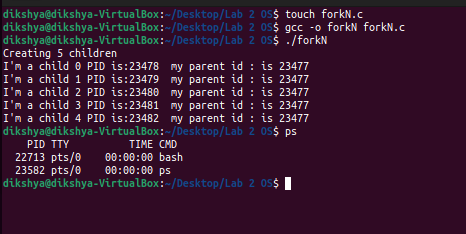 dikshya@dikshya-VirtualBox:~/Desktop/Lab 2 OS$ touch forkN.c
dikshya@dikshya-VirtualBox:~/Desktop/Lab 2 OS$ gcc -o forkN forkN.c
dikshya@dikshya-VirtualBox:~/Desktop/Lab 2 OS$ ./forkN
Creating 5 children
I'm a child 0 PID is:23478  my parent id : is 23477
I'm a child 1 PID is:23479  my parent id : is 23477
I'm a child 2 PID is:23480  my parent id : is 23477
I'm a child 3 PID is:23481  my parent id : is 23477
I'm a child 4 PID is:23482  my parent id : is 23477
dikshya@dikshya-VirtualBox:~/Desktop/Lab 2 OS$ ps
    PID TTY          TIME CMD
  22713 pts/0    00:00:00 bash
  23582 pts/0    00:00:00 ps
dikshya@dikshya-VirtualBox:~/Desktop/Lab 2 OS$